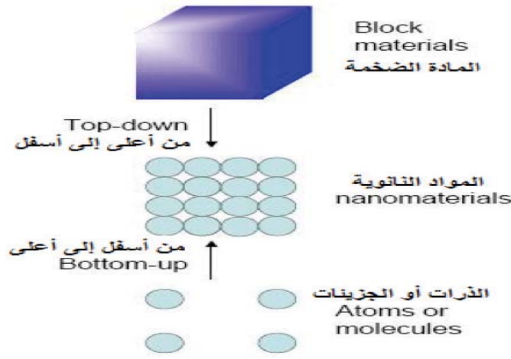 Block
materials
المادة الضخمة
Top-down
من أعلى إلى أسفل
المواد النانوية
nanomaterials
من أسفل إلى أعلى
Bottom-up
الذرات أو الجزيئات
Atoms or
molecules